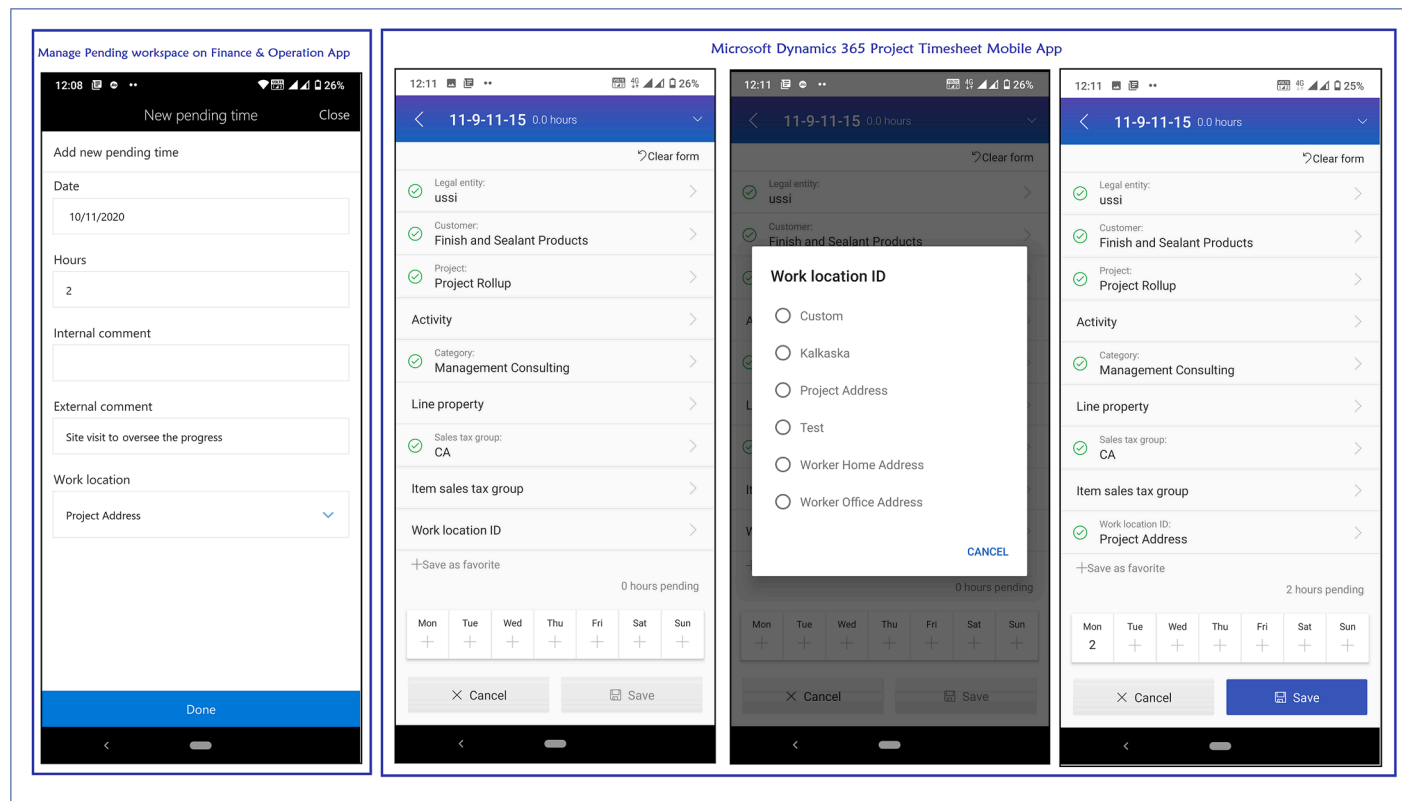 Manage Pending workspace on Finance & Operation App
12:08
26%
New pending time
Close
Add new pending time
Date
10/11/2020
Hours
2
Internal comment
External comment
Site visit to oversee the progress
Work location
Project Address
Done
Microsoft Dynamics 365 Project Timesheet Mobile App
12:11
4G
26%
11-9-11-15 0.0 hours
Clear form
Legal entity:
ussi
Customer:
Finish and Sealant Products
Project:
Project Rollup
Activity
Category:
Management Consulting
Line property
Sales tax group:
CA
Item sales tax group
Work location ID
+Save as favorite
0 hours pending
Mon Tue Wed Thu Fri Sat Sun
+ + + + + + +
Cancel
Save
12:11
4G
26%
11-9-11-15 0.0 hours
Clear form
Legal entity:
ussi
Customer:
Finish and Sealant Products
Work location ID
Custom
Kalkaska
Project Address
Test
Worker Home Address
Worker Office Address
CANCEL
0 hours pending
Mon Tue Wed Thu Fri Sat Sun
+ + + + + + +
Cancel
Save
12:11
4G
25%
11-9-11-15 0.0 hours
Clear form
Legal entity:
ussi
Customer:
Finish and Sealant Products
Project:
Project Rollup
Activity
Category:
Management Consulting
Line property
Sales tax group:
CA
Item sales tax group
Work location ID:
Project Address
+Save as favorite
2 hours pending
Mon Tue Wed Thu Fri Sat Sun
2 + + + + + +
Cancel
Save